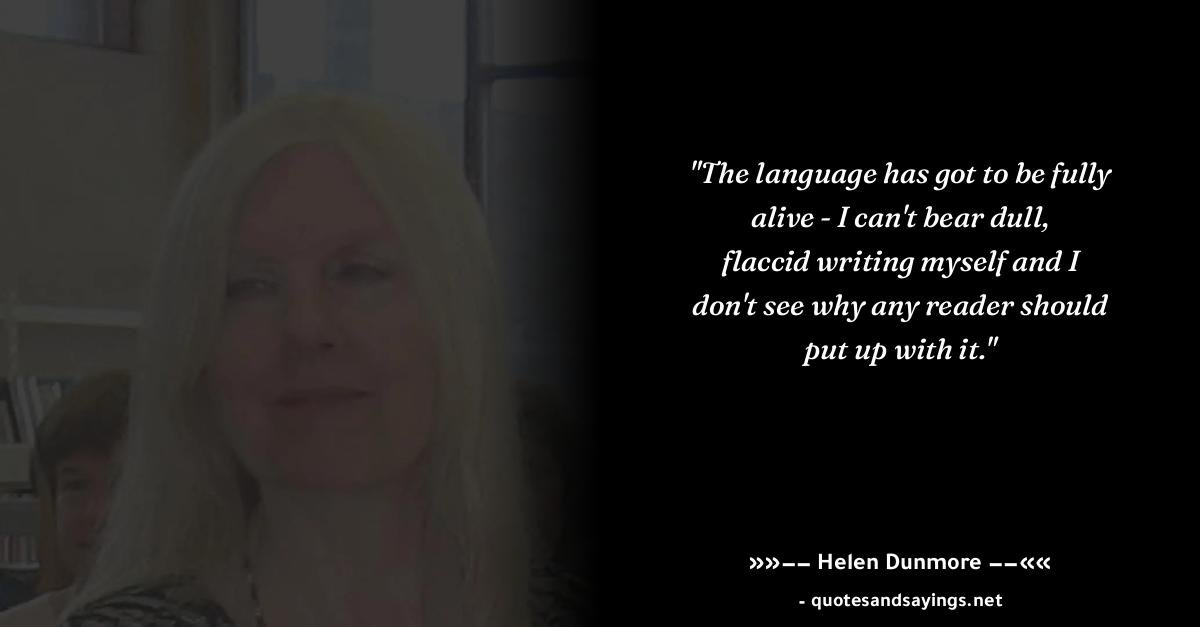 "The language has got to be fully
alive - I can't bear dull,
flaccid writing myself and I
don't see why any reader should
put up with it."
»»−− Helen Dunmore −−««
- quotesandsayings.net